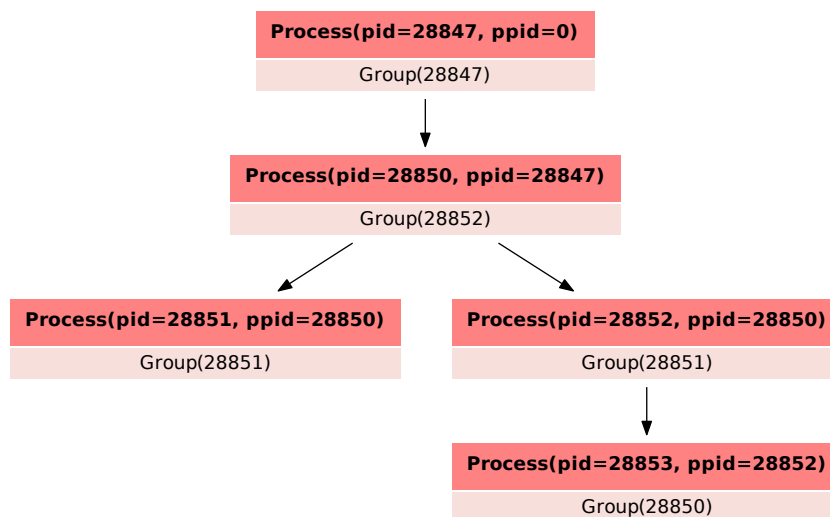 Process(pid=28847, ppid=0)
Group(28847)
Process(pid=28850, ppid=28847)
Group(28852)
Process(pid=28851, ppid=28850)
Group(28851)
Process(pid=28852, ppid=28850)
Group(28851)
Process(pid=28853, ppid=28852)
Group(28850)